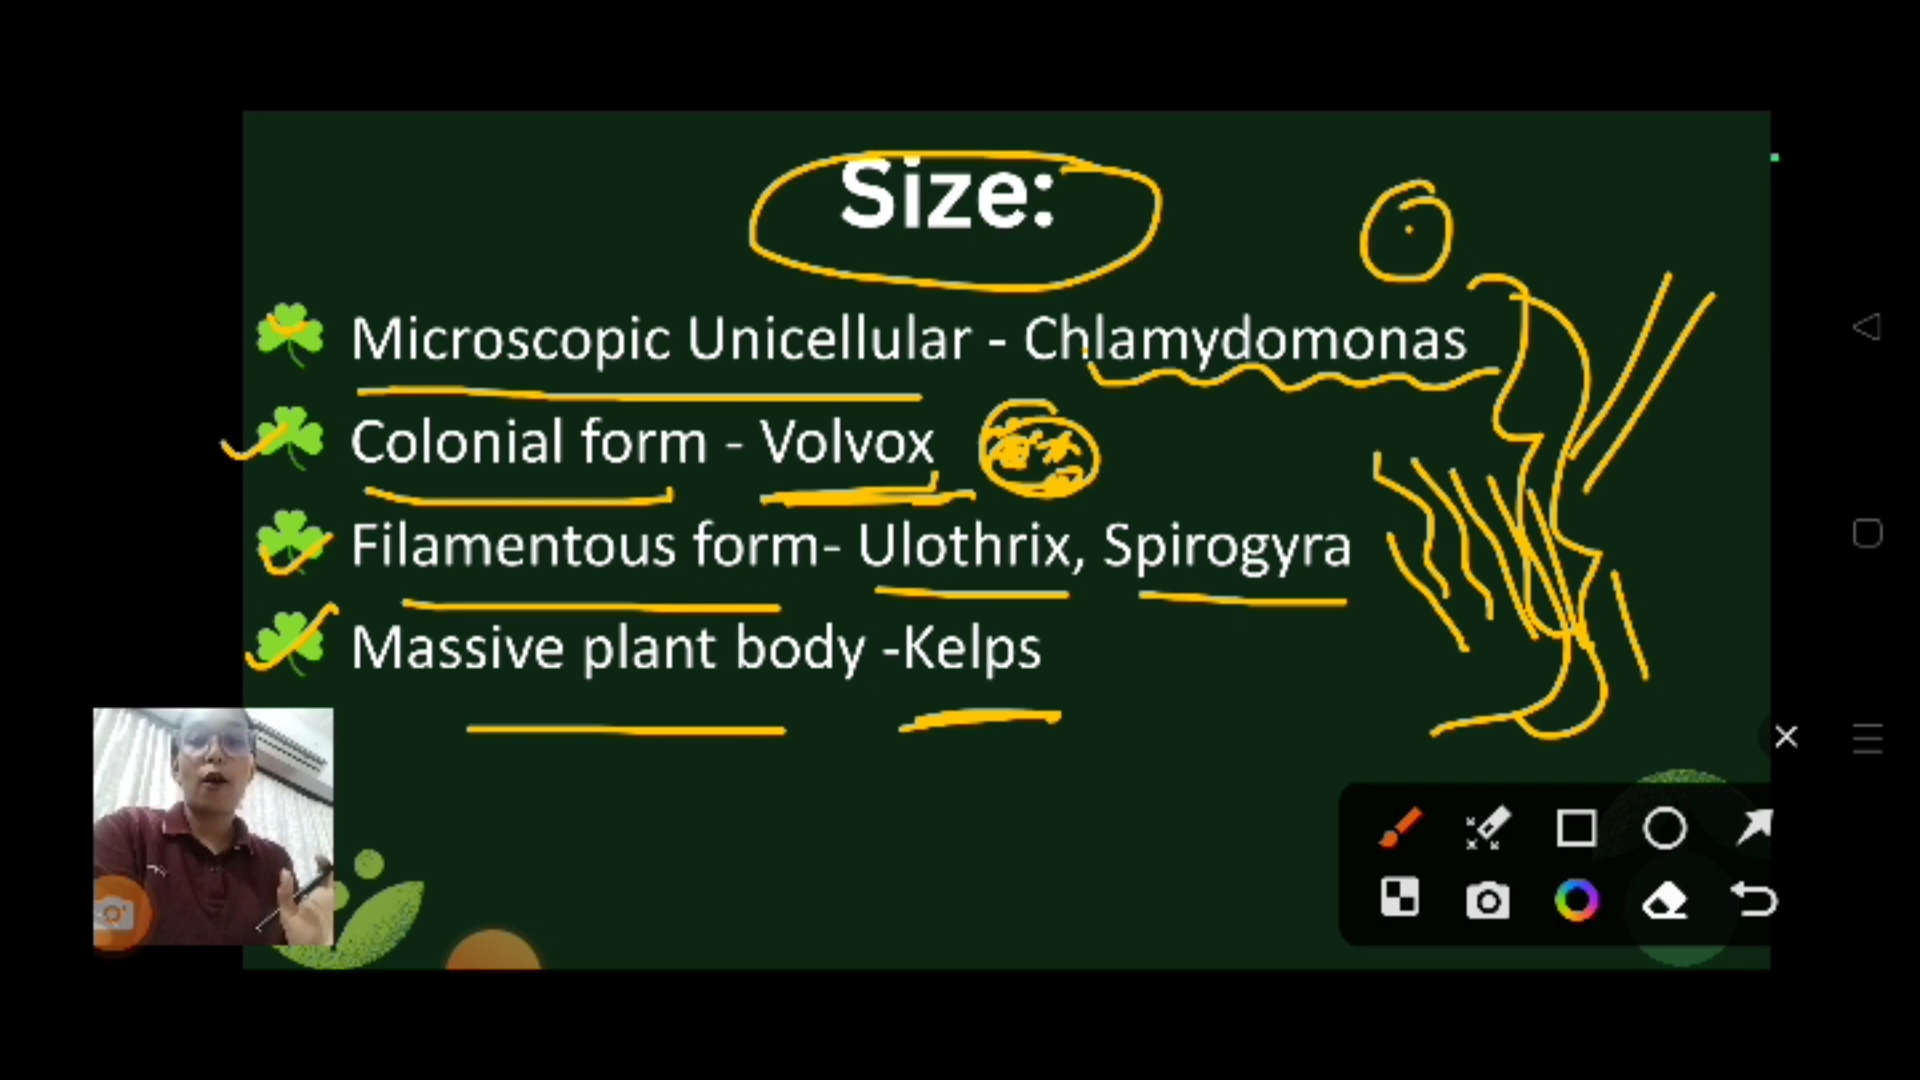 Size:
Microscopic Unicellular - Chlamydomonas
Colonial form - Volvox
Filamentous form- Ulothrix, Spirogyra
Massive plant body -Kelps